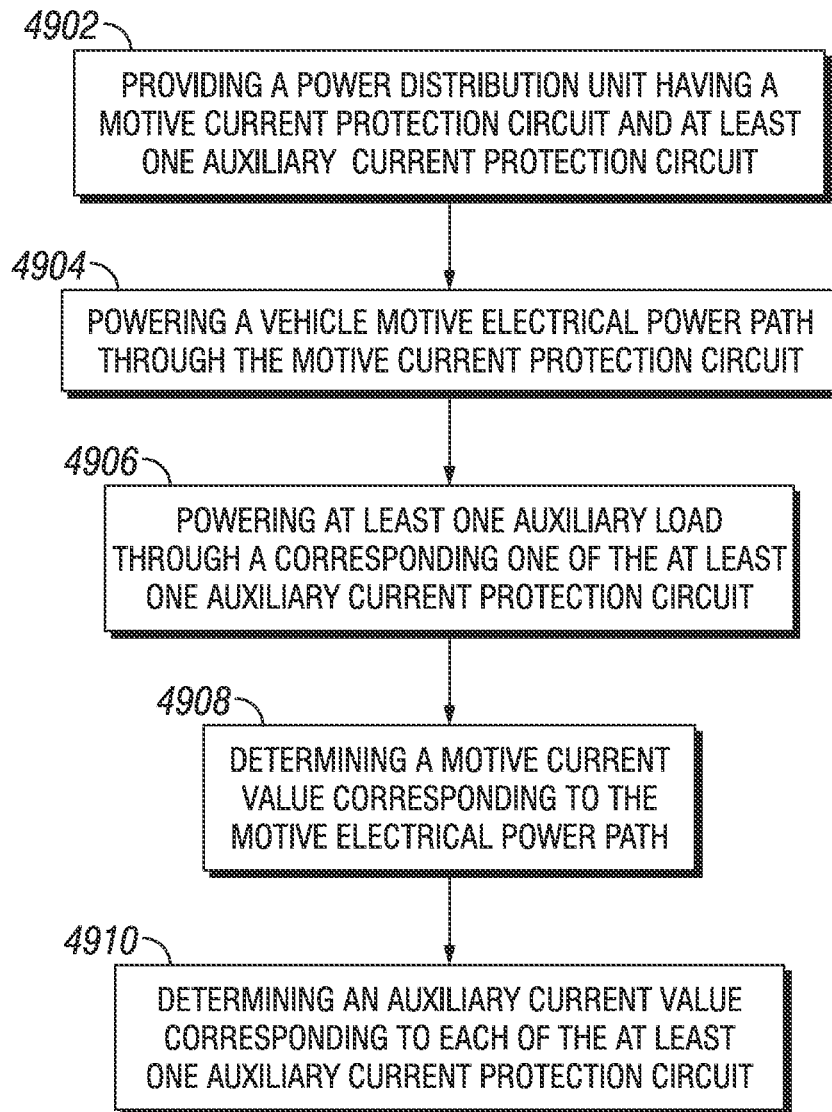 4902
PROVIDING A POWER DISTRIBUTION UNIT HAVING A
MOTIVE CURRENT PROTECTION CIRCUIT AND AT LEAST
ONE AUXILIARY CURRENT PROTECTION CIRCUIT
4904
POWERING A VEHICLE MOTIVE ELECTRICAL POWER PATH
THROUGH THE MOTIVE CURRENT PROTECTION CIRCUIT
4906
POWERING AT LEAST ONE AUXILIARY LOAD
THROUGH A CORRESPONDING ONE OF THE AT LEAST
ONE AUXILIARY CURRENT PROTECTION CIRCUIT
4908
DETERMINING A MOTIVE CURRENT
VALUE CORRESPONDING TO THE
MOTIVE ELECTRICAL POWER PATH
4910
DETERMINING AN AUXILIARY CURRENT VALUE
CORRESPONDING TO EACH OF THE AT LEAST
ONE AUXILIARY CURRENT PROTECTION CIRCUIT